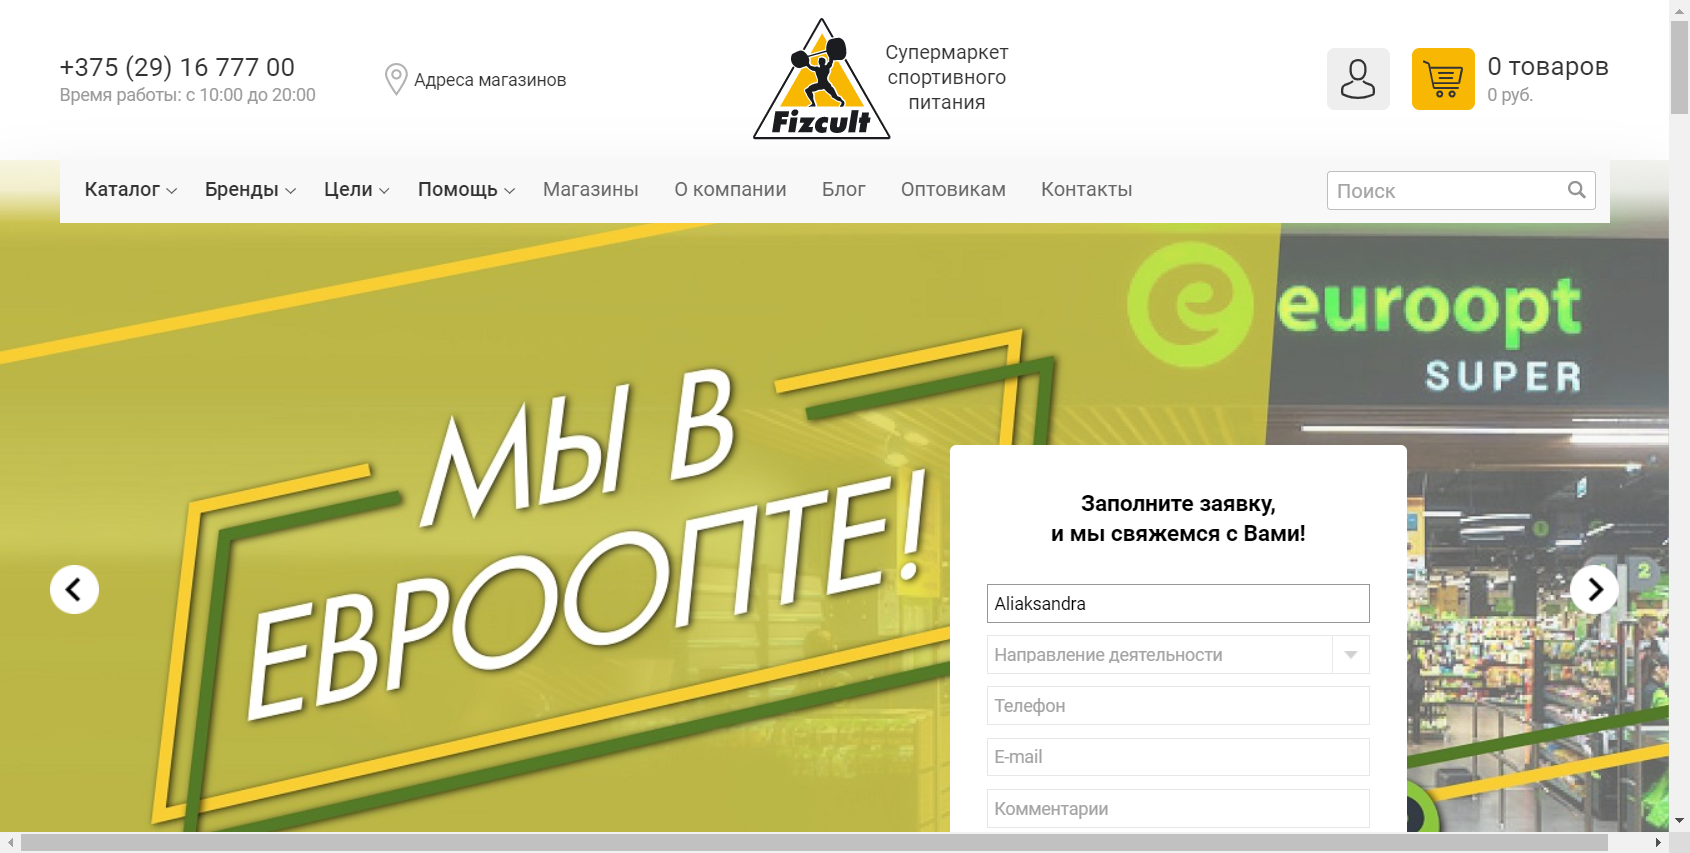 +375 (29) 16 777 00
Время работы: с 10:00 до 20:00
Адреса магазинов
Fizcult
Супермаркет
спортивного
питания
0 товаров
0 руб.
Каталог
Бренды
Цели
Помощь
Магазины
О компании
Блог
Оптовикам
Контакты
Поиск
e euroopt
SUPER
МЫ В
ЕВРООПТЕ!
Заполните заявку,
и мы свяжемся с Вами!
Aliaksandra
Направление деятельности
Телефон
E-mail
Комментарии
2